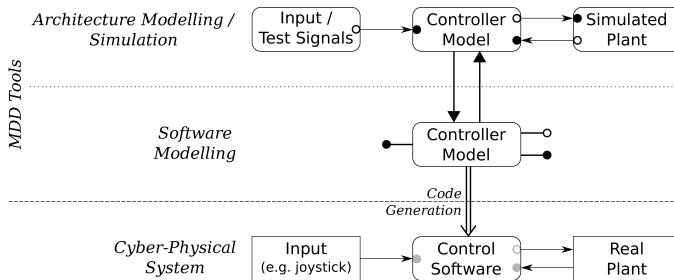 MDD Tools
Architecture Modelling /
Simulation
Input /
Test Signals
Controller
Model
Simulated
Plant
Software
Modelling
Controller
Model
Code
Generation
Cyber-Physical
System
Input
(e.g. joystick)
Control
Software
Real
Plant